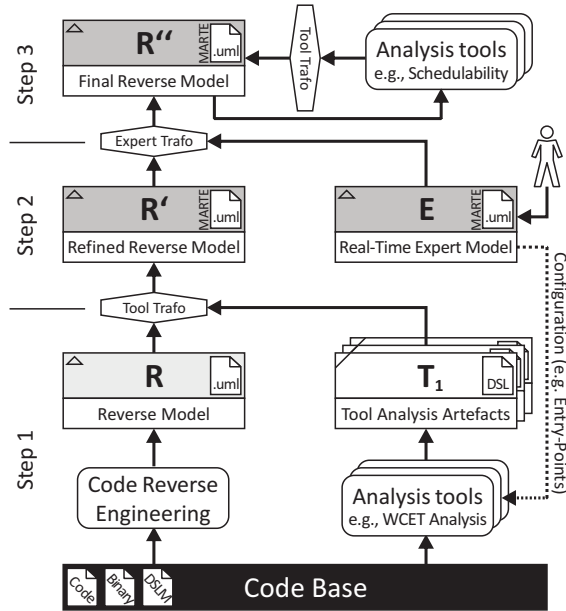 Step 3
R‘‘
MARTE
.uml
Final Reverse Model
Tool Trafo
Analysis tools
e.g., Schedulability
Expert Trafo
Step 2
R‘
MARTE
.uml
Refined Reverse Model
E
MARTE
.uml
Real-Time Expert Model
Configuration (e.g. Entry-Points)
Tool Trafo
Step 1
R
.uml
Reverse Model
T1
DSL
Tool Analysis Artefacts
Code Reverse
Engineering
Analysis tools
e.g., WCET Analysis
Code
Binary
DSLM
Code Base